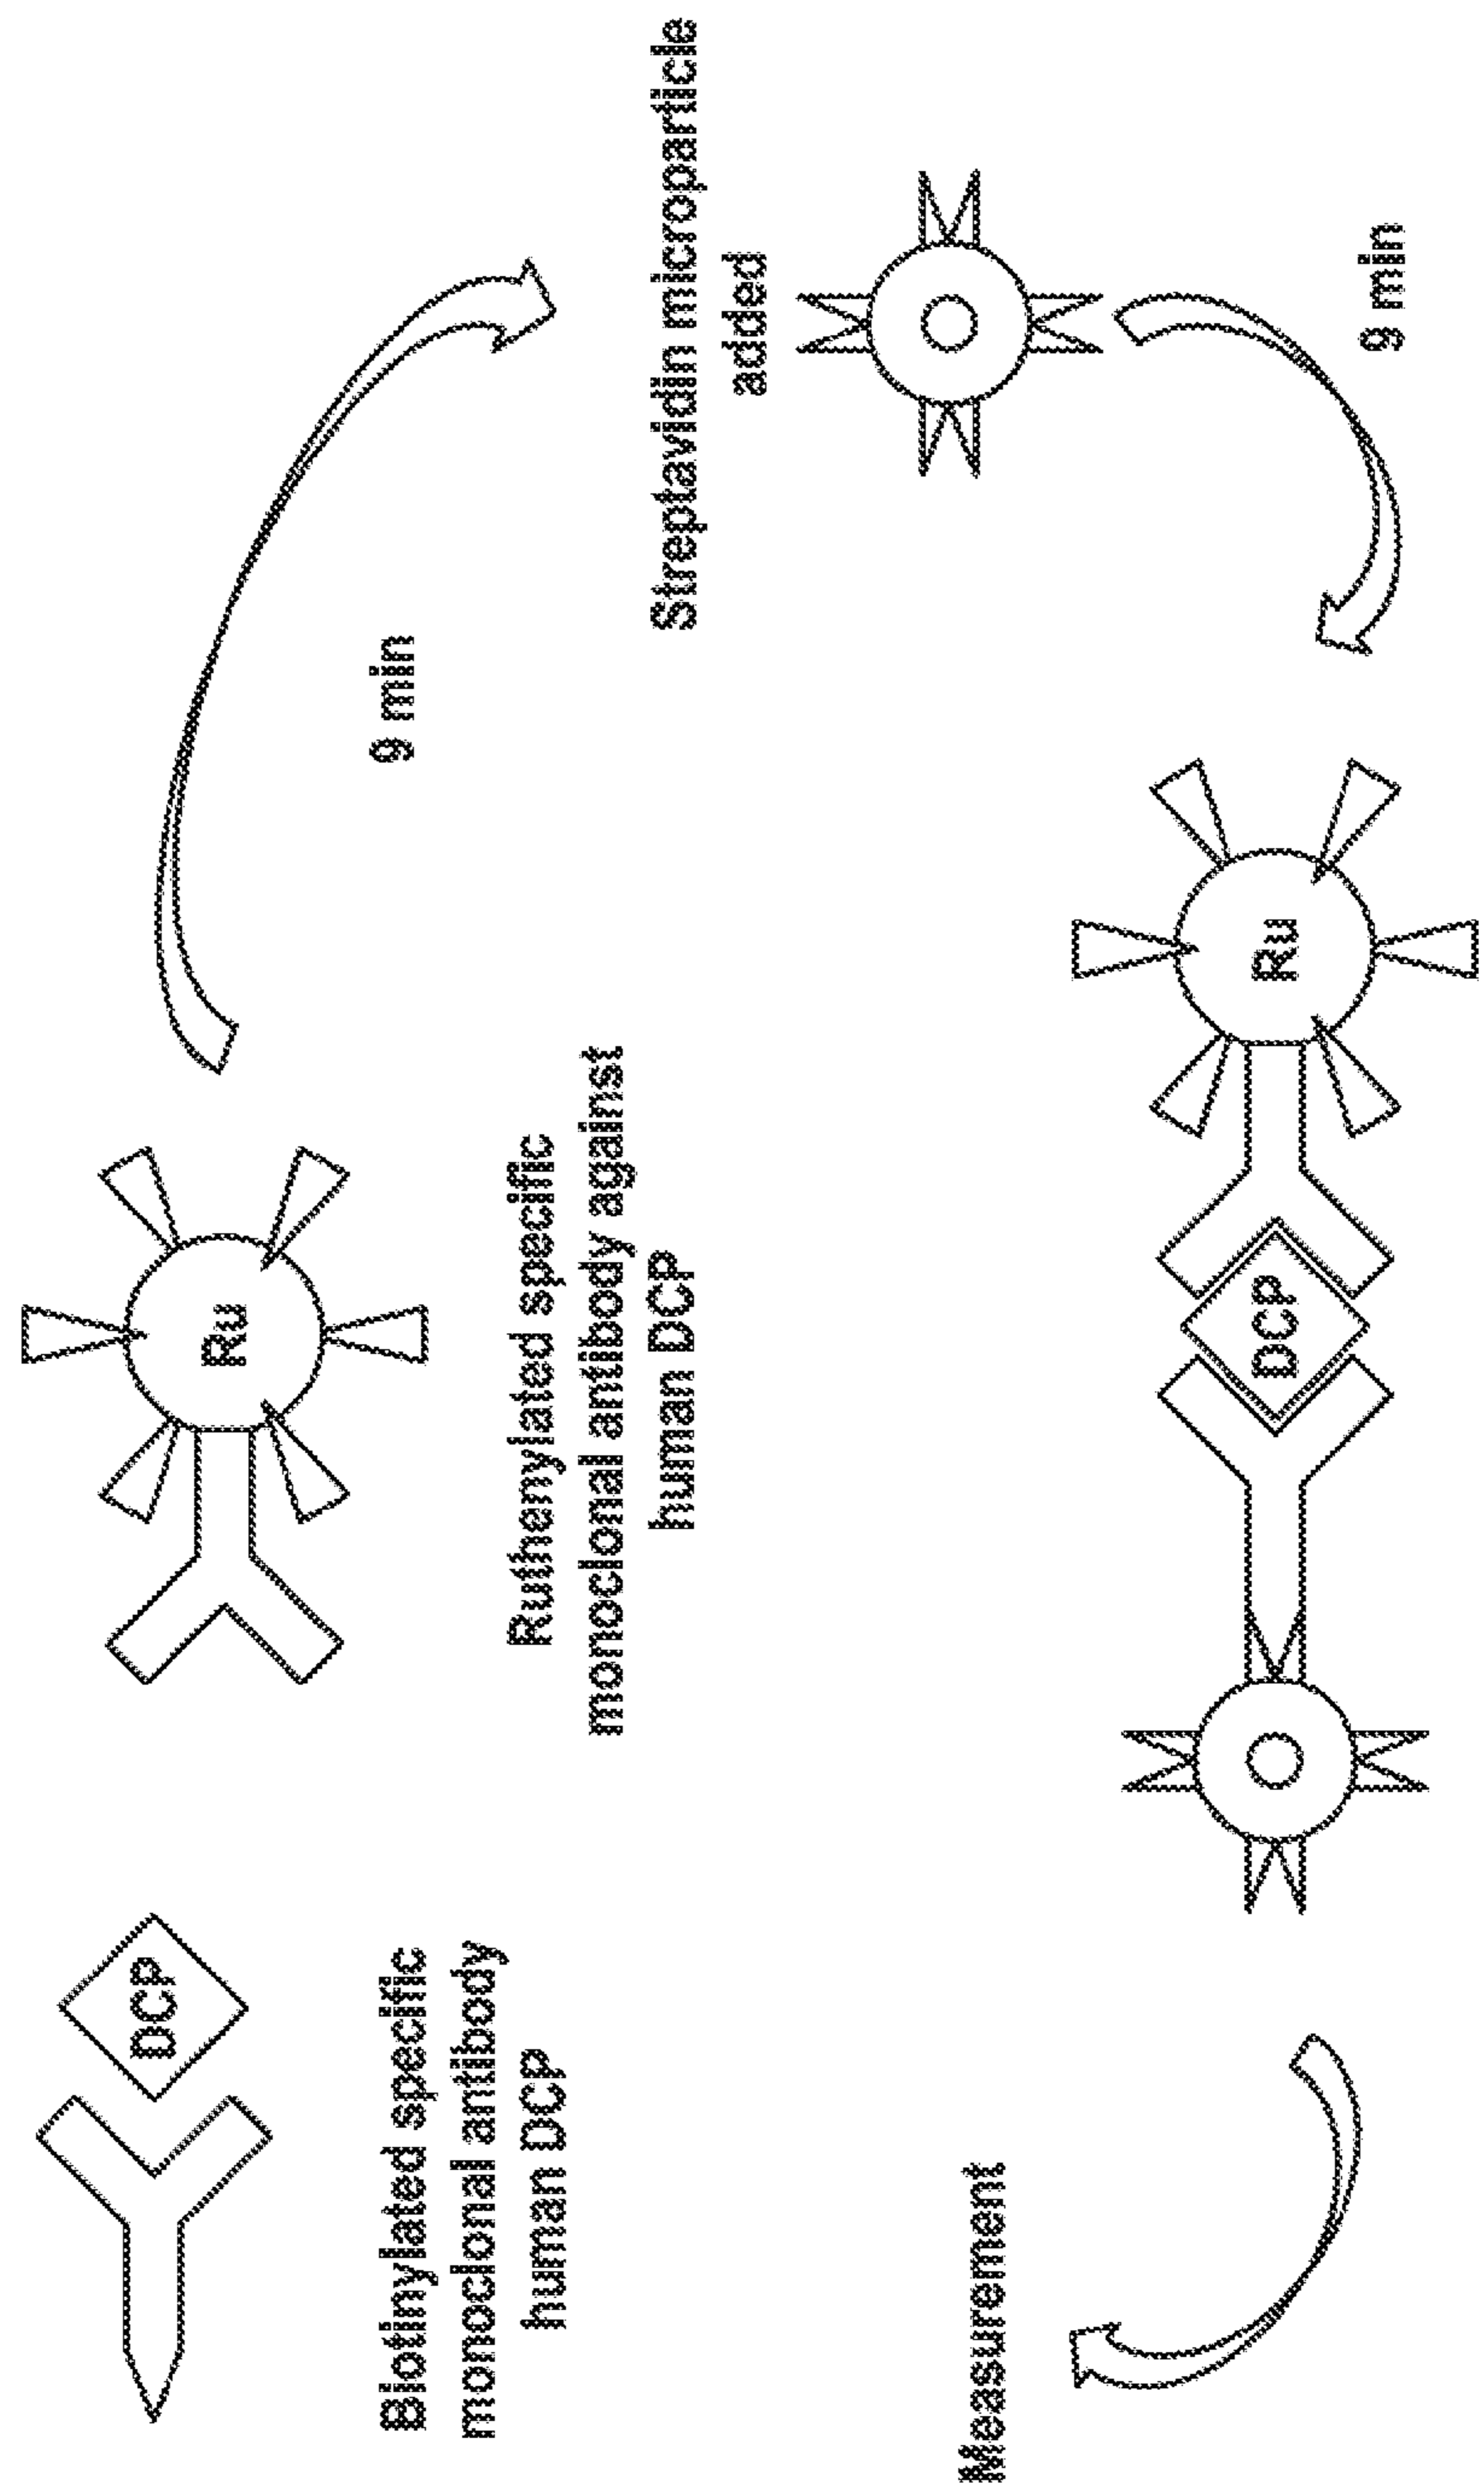 DCP
Biotinylated specific
monoclonal antibody
human DCP
Ru
Ruthenylated specific
monoclonal antibody against
human DCP
9 min
Streptavidin microparticle
added
9 min
DCP
Ru
Measurement